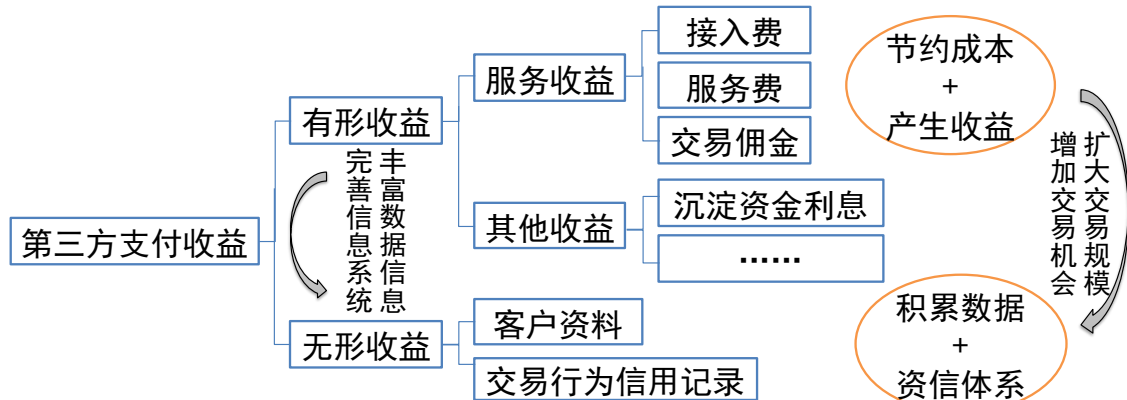 第三方支付收益
有形收益
丰富数据信息
完善信息系统
无形收益
服务收益
接入费
服务费
交易佣金
其他收益
沉淀资金利息
……
客户资料
交易行为信用记录
节约成本
+
产生收益
扩大交易规模
增加交易机会
积累数据
+
资信体系